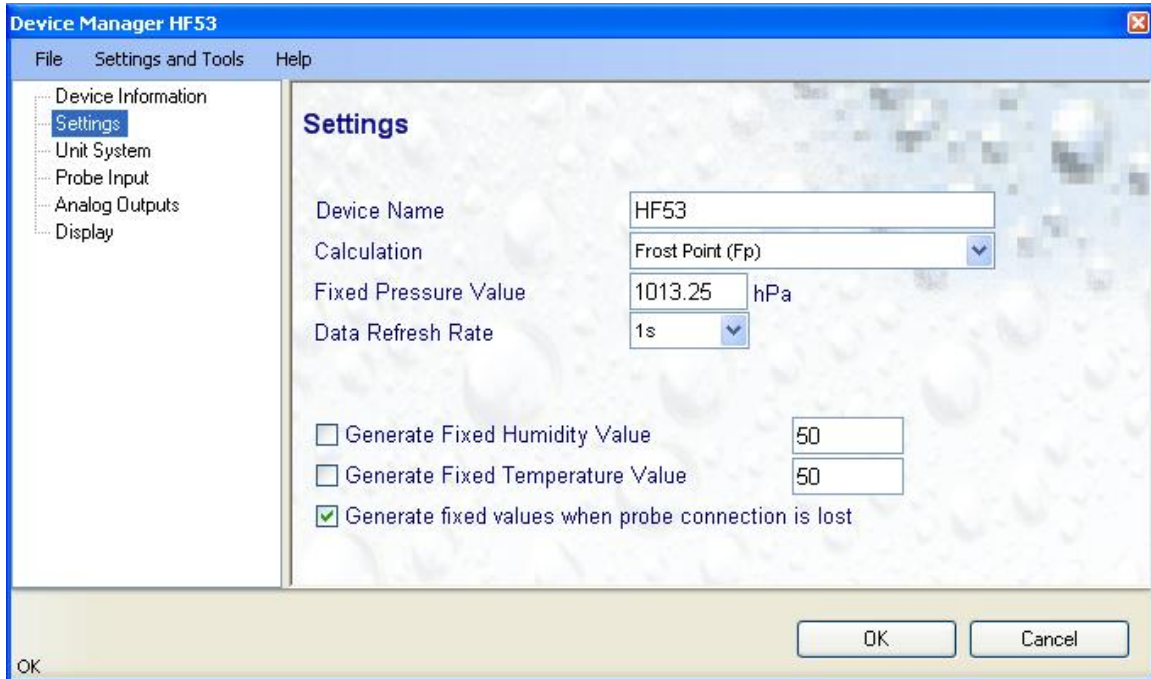 Device Manager HF53
File Settings and Tools Help
Device Information
Settings
Unit System
Probe Input
Analog Outputs
Display
Settings
Device Name HF53
Calculation Frost Point (Fp)
Fixed Pressure Value 1013.25 hPa
Data Refresh Rate 1s
Generate Fixed Humidity Value 50
Generate Fixed Temperature Value 50
Generate fixed values when probe connection is lost
OK Cancel
OK